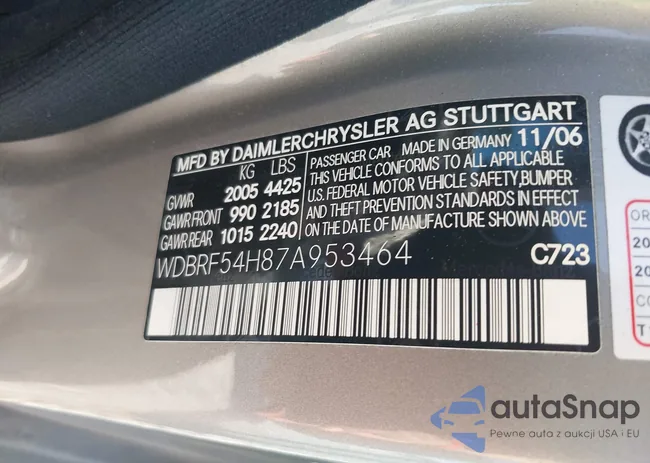 MFD BY DAIMLERCHRYSLER AG STUTTGART
KG LBS
GVWR 2005 4425
GAWR FRONT 990 2185
GAWR REAR 1015 2240
PASSENGER CAR MADE IN GERMANY 11/06
THIS VEHICLE CONFORMS TO ALL APPLICABLE
U.S. FEDERAL MOTOR VEHICLE SAFETY, BUMPER
AND THEFT PREVENTION STANDARDS IN EFFECT
ON THE DATE OF MANUFACTURE SHOWN ABOVE
WDBRF54H87A953464 C723
OR
20
20
T
autaSnap
Pewne auta z aukcji USA i EU